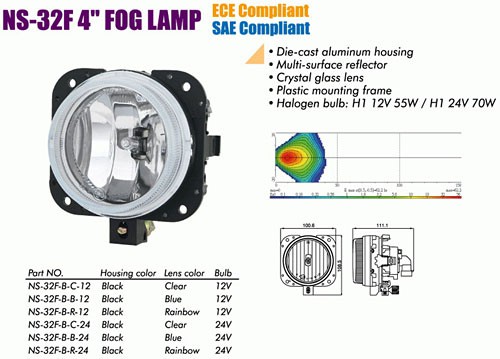 NS-32F 4" FOG LAMP
ECE Compliant
SAE Compliant
• Die-cast aluminum housing
• Multi-surface reflector
• Crystal glass lens
• Plastic mounting frame
• Halogen bulb: H1 12V 55W / H1 24V 70W
100.6
111.1
Part NO. Housing color Lens color Bulb
NS-32F-B-C-12 Black Clear 12V
NS-32F-B-B-12 Black Blue 12V
NS-32F-B-R-12 Black Rainbow 12V
NS-32F-B-C-24 Black Clear 24V
NS-32F-B-B-24 Black Blue 24V
NS-32F-B-R-24 Black Rainbow 24V